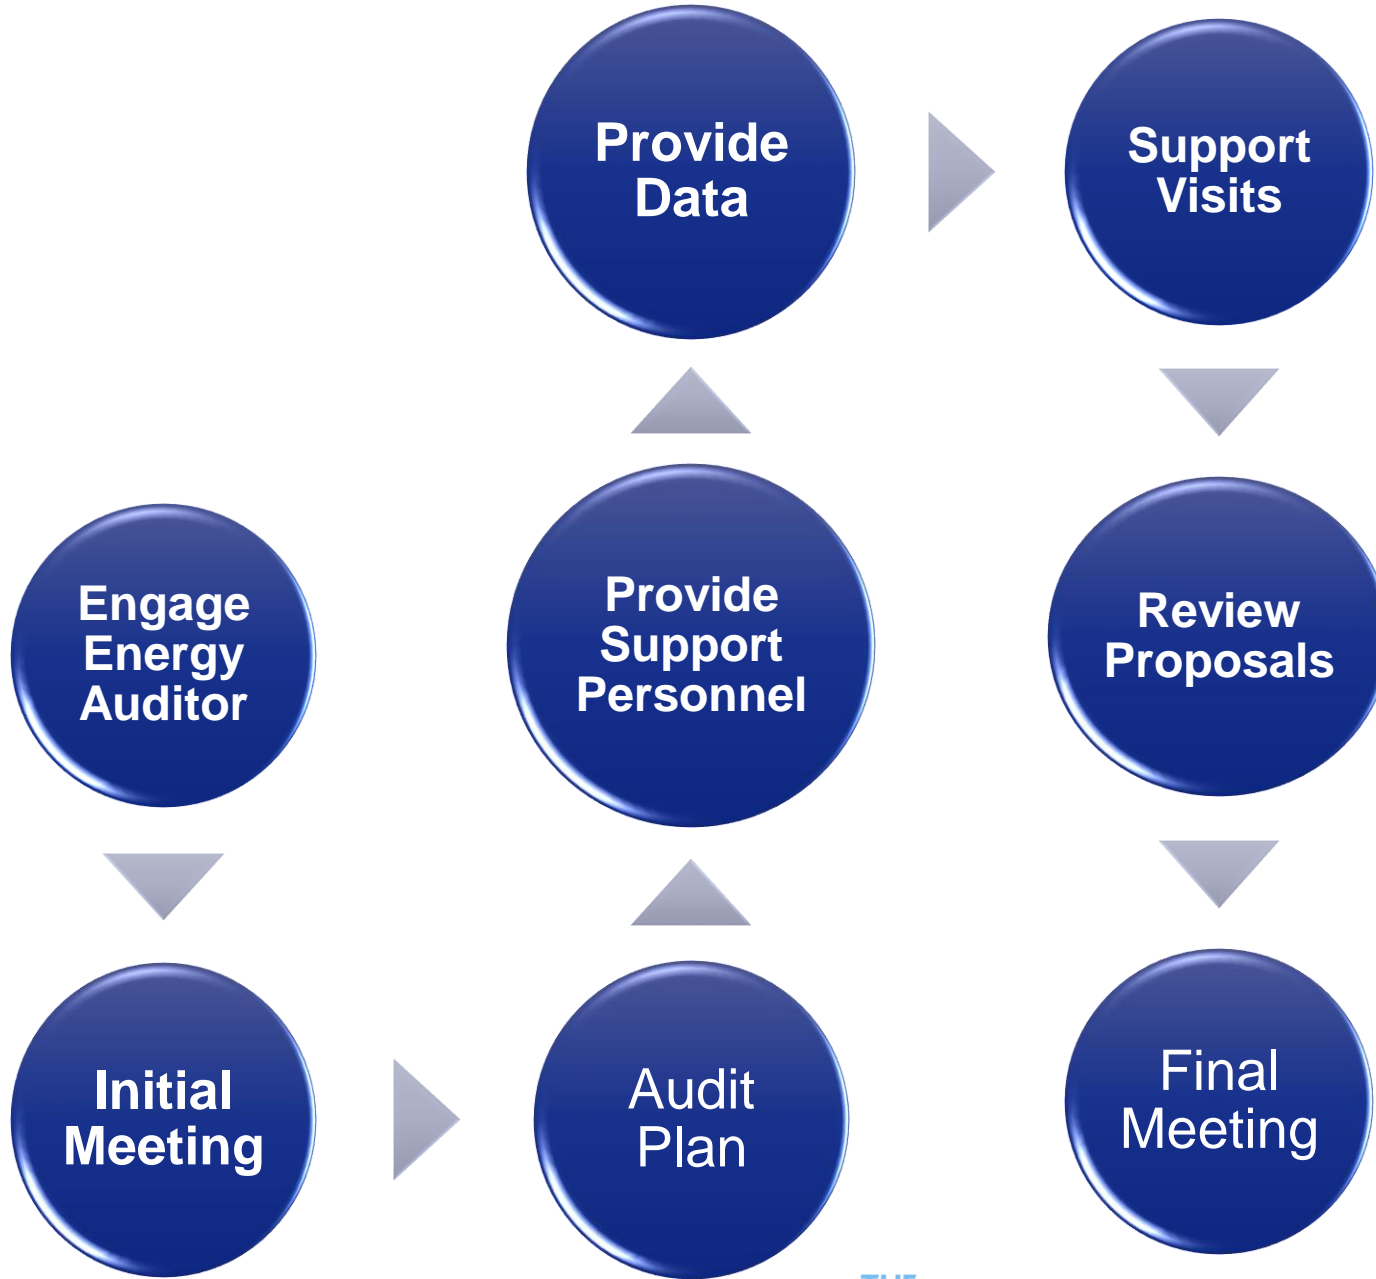 Provide
Data
Support
Visits
Engage
Energy
Auditor
Provide
Support
Personnel
Review
Proposals
Initial
Meeting
Audit
Plan
Final
Meeting